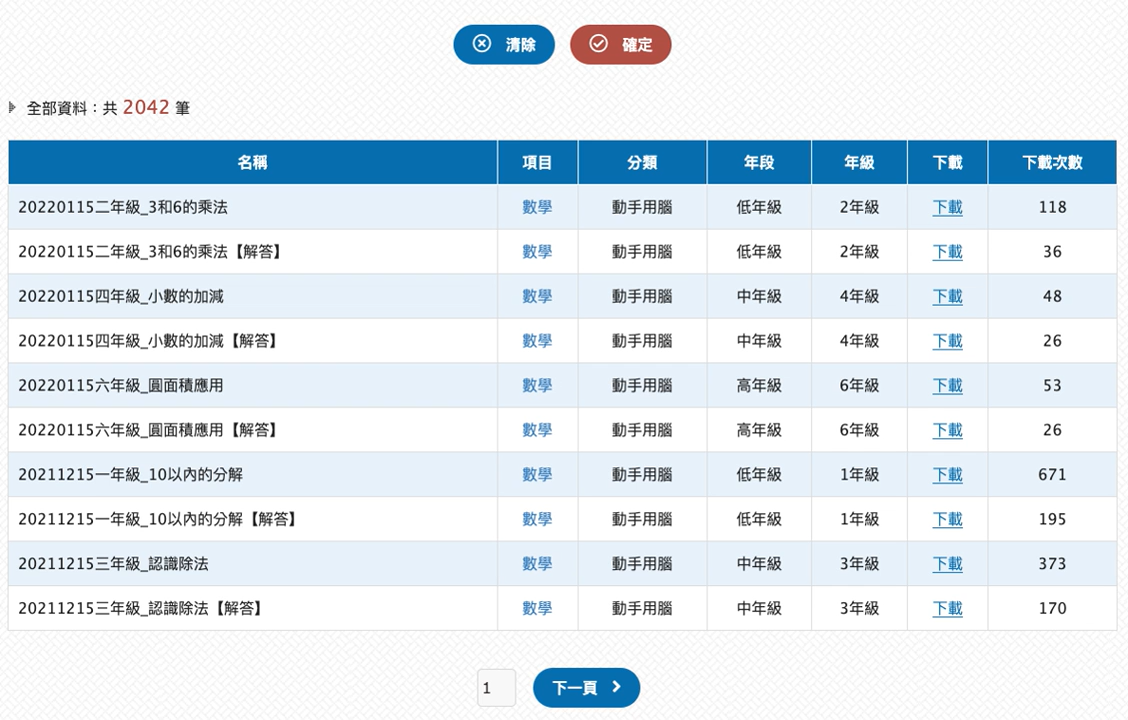 清除 確定
全部資料：共 2042 筆
名稱 項目 分類 年段 年級 下載 下載次數
20220115二年級_3和6的乘法 數學 動手用腦 低年級 2年級 下載 118
20220115二年級_3和6的乘法【解答】 數學 動手用腦 低年級 2年級 下載 36
20220115四年級_小數的加減 數學 動手用腦 中年級 4年級 下載 48
20220115四年級_小數的加減【解答】 數學 動手用腦 中年級 4年級 下載 26
20220115六年級_圓面積應用 數學 動手用腦 高年級 6年級 下載 53
20220115六年級_圓面積應用【解答】 數學 動手用腦 高年級 6年級 下載 26
20211215一年級_10以內的分解 數學 動手用腦 低年級 1年級 下載 671
20211215一年級_10以內的分解【解答】 數學 動手用腦 低年級 1年級 下載 195
20211215三年級_認識除法 數學 動手用腦 中年級 3年級 下載 373
20211215三年級_認識除法【解答】 數學 動手用腦 中年級 3年級 下載 170
1 下一頁